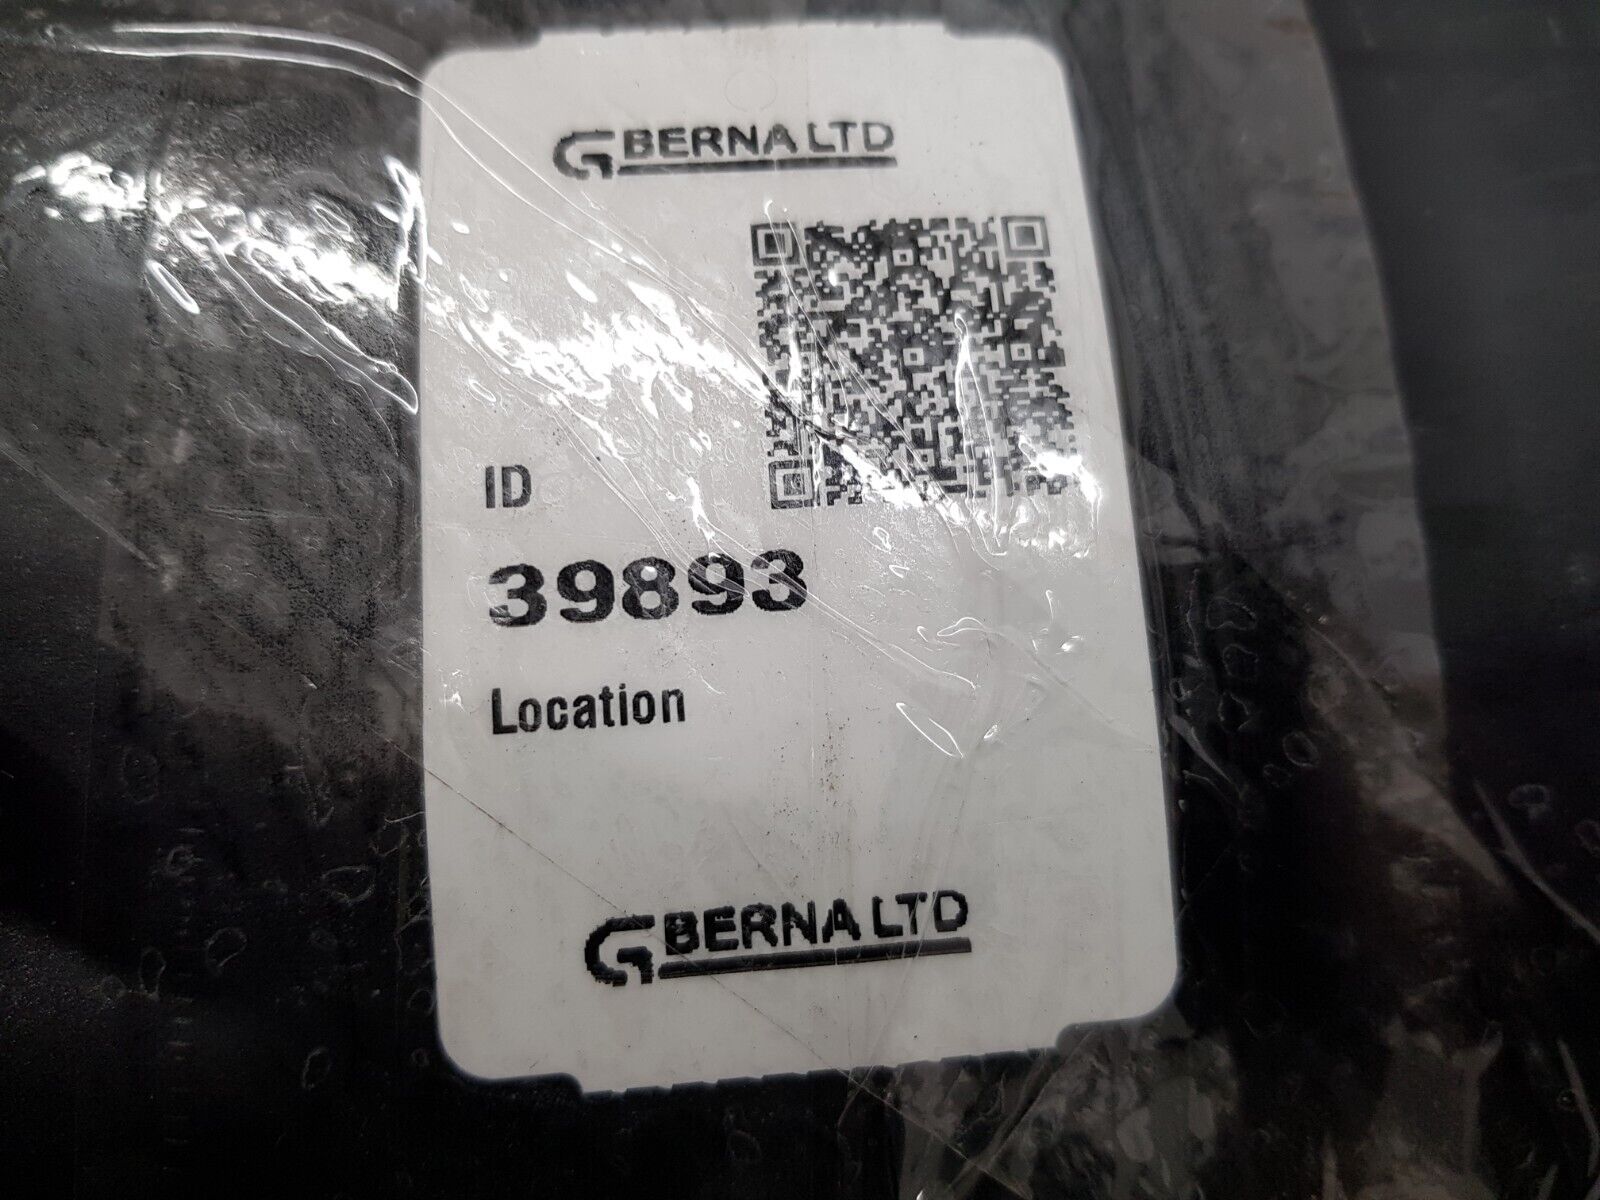 BERNA LTD
ID
39893
Location
BERNA LTD